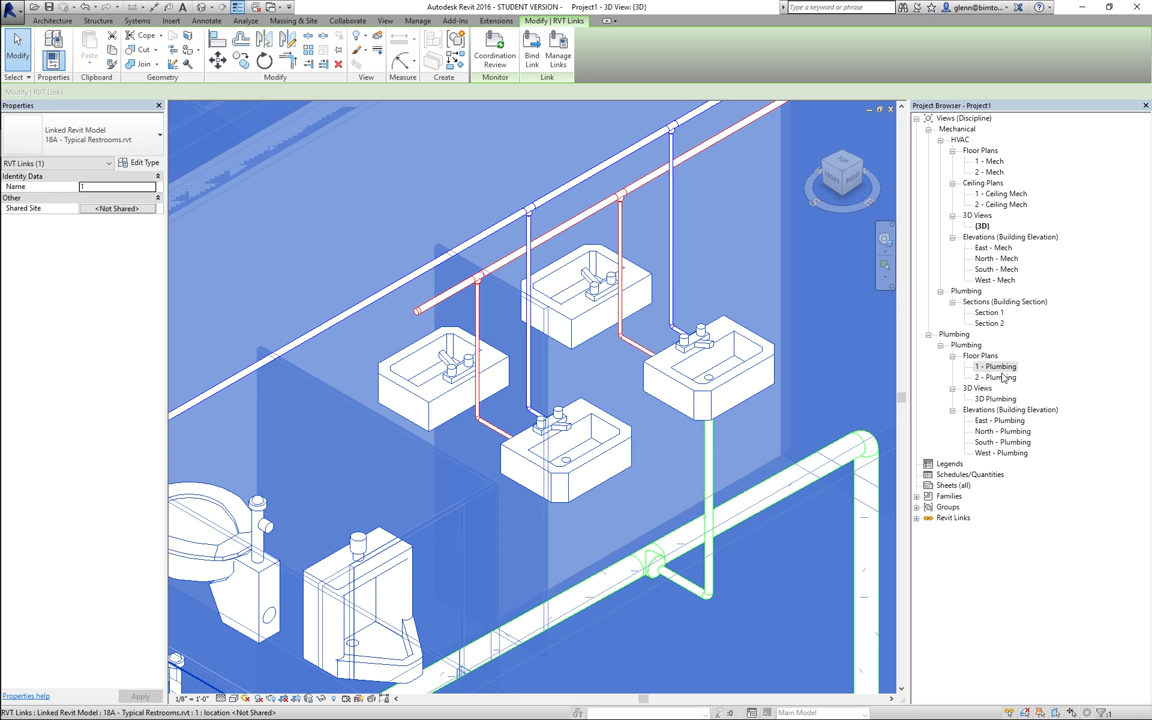 Autodesk Revit 2016 - STUDENT VERSION - Project1 - 3D View: {3D}
Type a keyword or phrase
glenn@bimto...
Architecture Structure Systems Insert Annotate Analyze Massing & Site Collaborate View Manage Add-Ins Extensions Modify | RVT Links
Modify
Paste
Cope
Cut
Join
Coordination Review
Bind Link
Manage Links
Select Properties Clipboard Geometry Modify View Measure Create Monitor Link
Modify | RVT Links
Properties
Linked Revit Model
18A - Typical Restrooms.rvt
RVT Links (1)
Edit Type
Identity Data
Name 1
Other
Shared Site <Not Shared>
Properties help
Apply
TOP
FRONT
RIGHT
1/8" = 1'-0"
Project Browser - Project1
Views (Discipline)
Mechanical
HVAC
Floor Plans
1 - Mech
2 - Mech
Ceiling Plans
1 - Ceiling Mech
2 - Ceiling Mech
3D Views
{3D}
Elevations (Building Elevation)
East - Mech
North - Mech
South - Mech
West - Mech
Plumbing
Sections (Building Section)
Section 1
Section 2
Plumbing
Plumbing
Floor Plans
1 - Plumbing
2 - Plumbing
3D Views
3D Plumbing
Elevations (Building Elevation)
East - Plumbing
North - Plumbing
South - Plumbing
West - Plumbing
Legends
Schedules/Quantities
Sheets (all)
Families
Groups
Revit Links
RVT Links : Linked Revit Model : 18A - Typical Restrooms.rvt : 1 : location <Not Shared>
:0
Main Model
:1